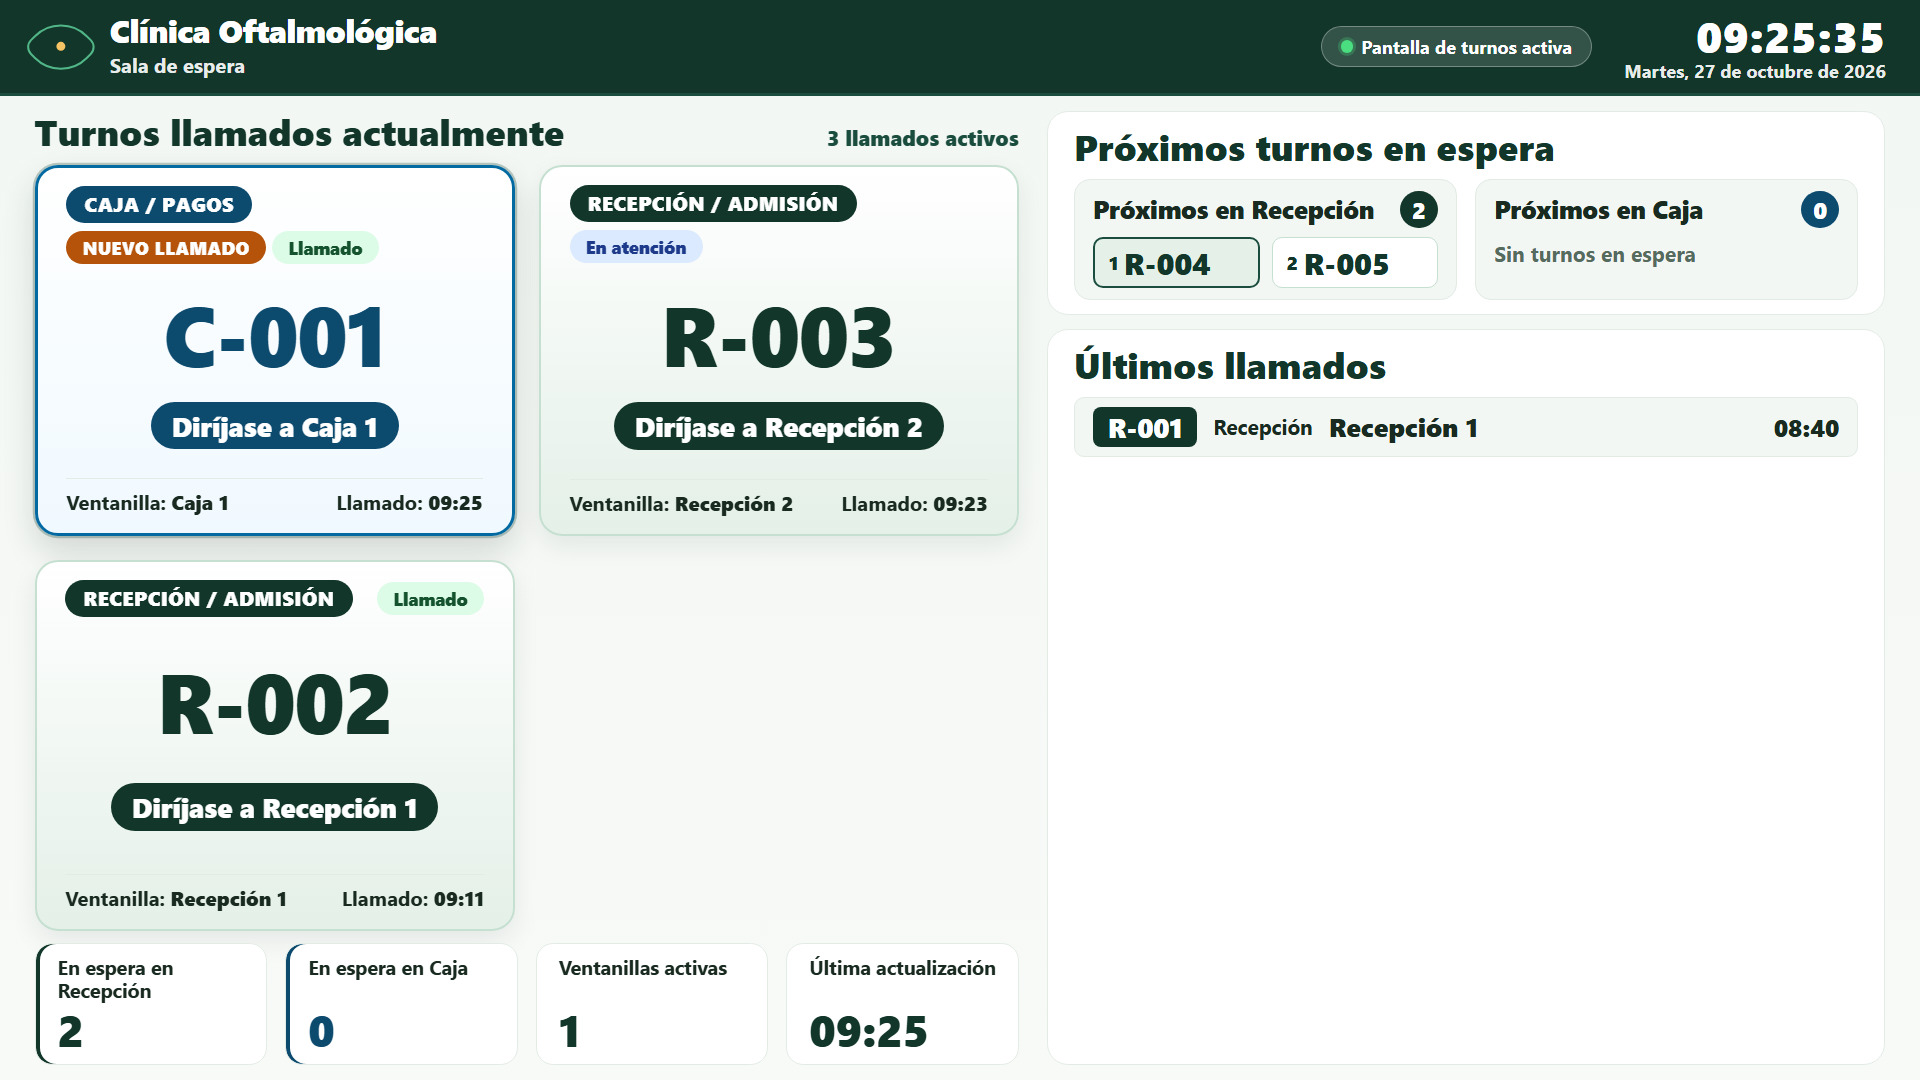 Clínica Oftalmológica
Sala de espera
Pantalla de turnos activa
09:25:35
Martes, 27 de octubre de 2026
Turnos llamados actualmente
3 llamados activos
CAJA / PAGOS
NUEVO LLAMADO
Llamado
C-001
Diríjase a Caja 1
Ventanilla: Caja 1
Llamado: 09:25
RECEPCIÓN / ADMISIÓN
En atención
R-003
Diríjase a Recepción 2
Ventanilla: Recepción 2
Llamado: 09:23
RECEPCIÓN / ADMISIÓN
Llamado
R-002
Diríjase a Recepción 1
Ventanilla: Recepción 1
Llamado: 09:11
En espera en
Recepción
2
En espera en Caja
0
Ventanillas activas
1
Última actualización
09:25
Próximos turnos en espera
Próximos en Recepción
2
1 R-004
2 R-005
Próximos en Caja
0
Sin turnos en espera
Últimos llamados
R-001 Recepción Recepción 1 08:40